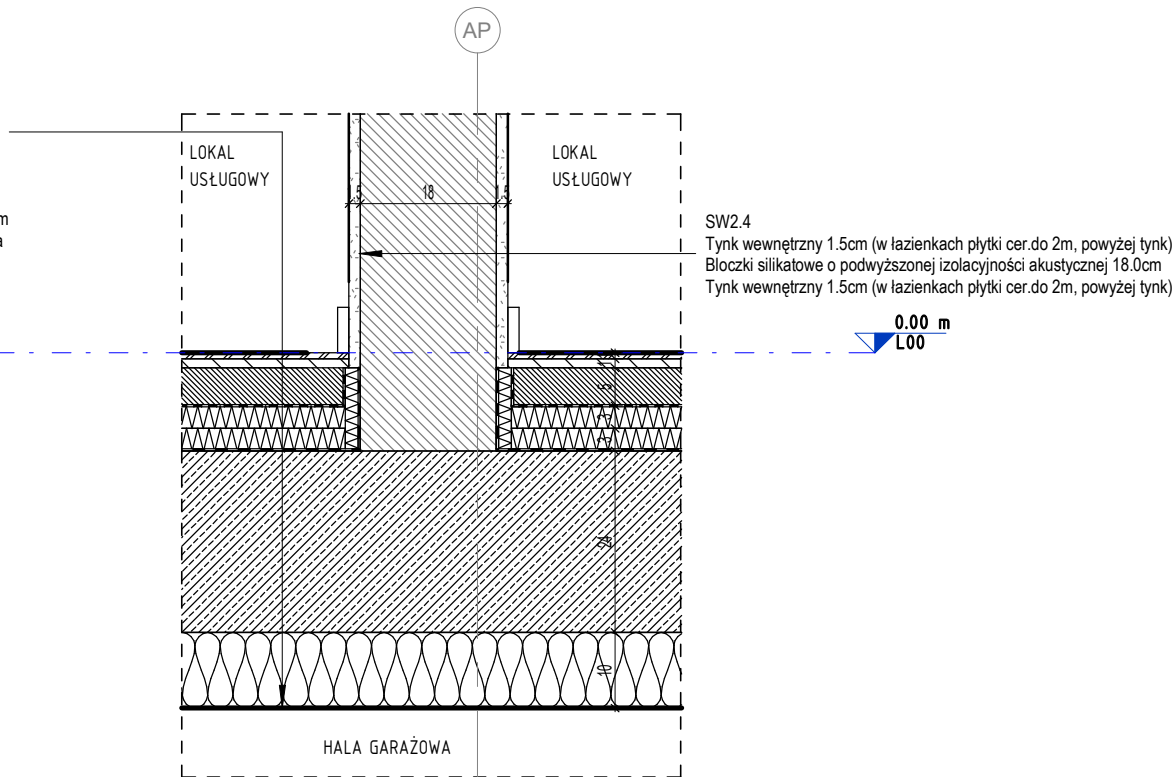 AP
LOKAL
USŁUGOWY
LOKAL
USŁUGOWY
1.5
18
1.5
m
a
SW2.4
Tynk wewnętrzny 1.5cm (w łazienkach płytki cer.do 2m, powyżej tynk)
Bloczki silikatowe o podwyższonej izolacyjności akustycznej 18.0cm
Tynk wewnętrzny 1.5cm (w łazienkach płytki cer.do 2m, powyżej tynk)
0.00 m
L00
5
3
3
24
10
HALA GARAŻOWA